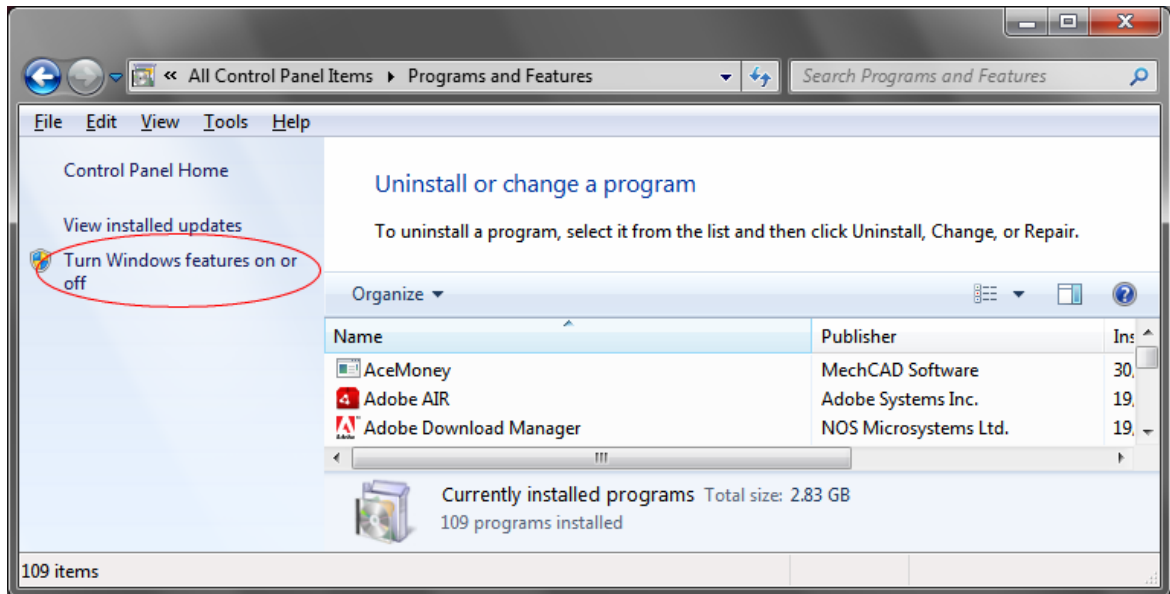 « All Control Panel Items ▸ Programs and Features
Search Programs and Features
File Edit View Tools Help
Control Panel Home
View installed updates
Turn Windows features on or
off
Uninstall or change a program
To uninstall a program, select it from the list and then click Uninstall, Change, or Repair.
Organize
Name Publisher Ins
AceMoney MechCAD Software 30,
Adobe AIR Adobe Systems Inc. 19,
Adobe Download Manager NOS Microsystems Ltd. 19,
Currently installed programs Total size: 2.83 GB
109 programs installed
109 items